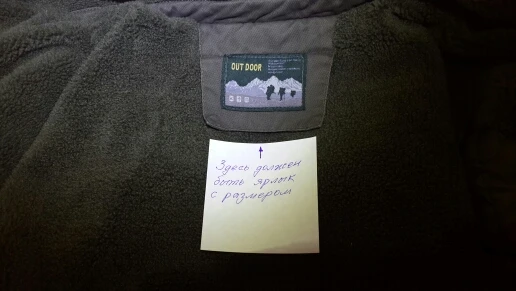 OUT DOOR
Здесь должен
быть ярлык
с размером